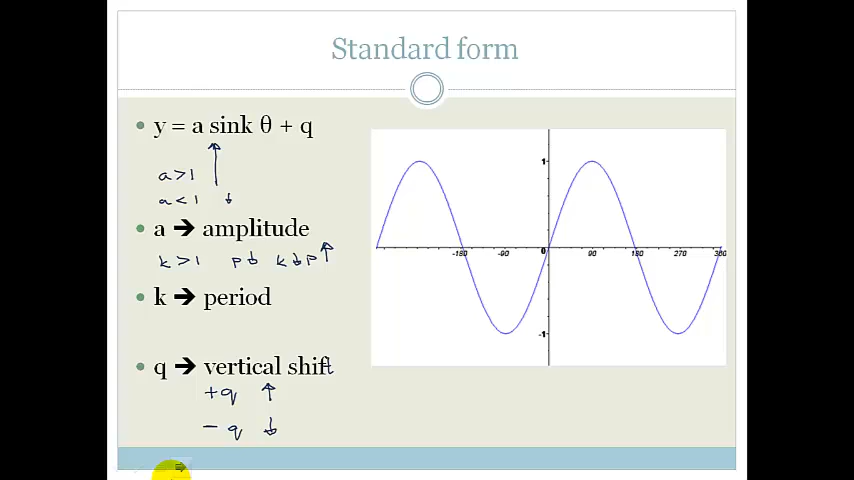 Standard form
• y = a sink θ + q
a > 1 ↑
a < 1 ↓
• a ➔ amplitude
k > 1 p ↓ k ↓ p ↑
• k ➔ period
• q ➔ vertical shift
+q ↑
− q ↓
1
-180 -90 0 90 180 270 360
-1